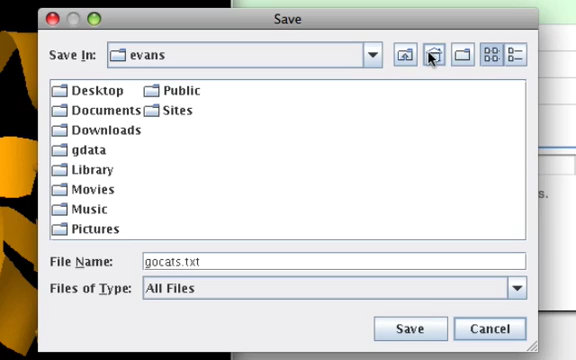 Save
Save In: evans
Desktop Public
Documents Sites
Downloads
gdata
Library
Movies
Music
Pictures
File Name: gocats.txt
Files of Type: All Files
Save Cancel
s.